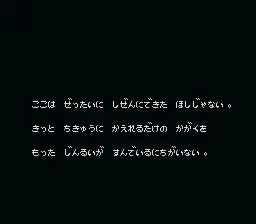 ここは　ぜったいに　しぜんにできた　ほしじゃない。
きっと　ちきゅうに　かえれるだけの　かがくを
もった　じんるいが　すんでいるにちがいない。